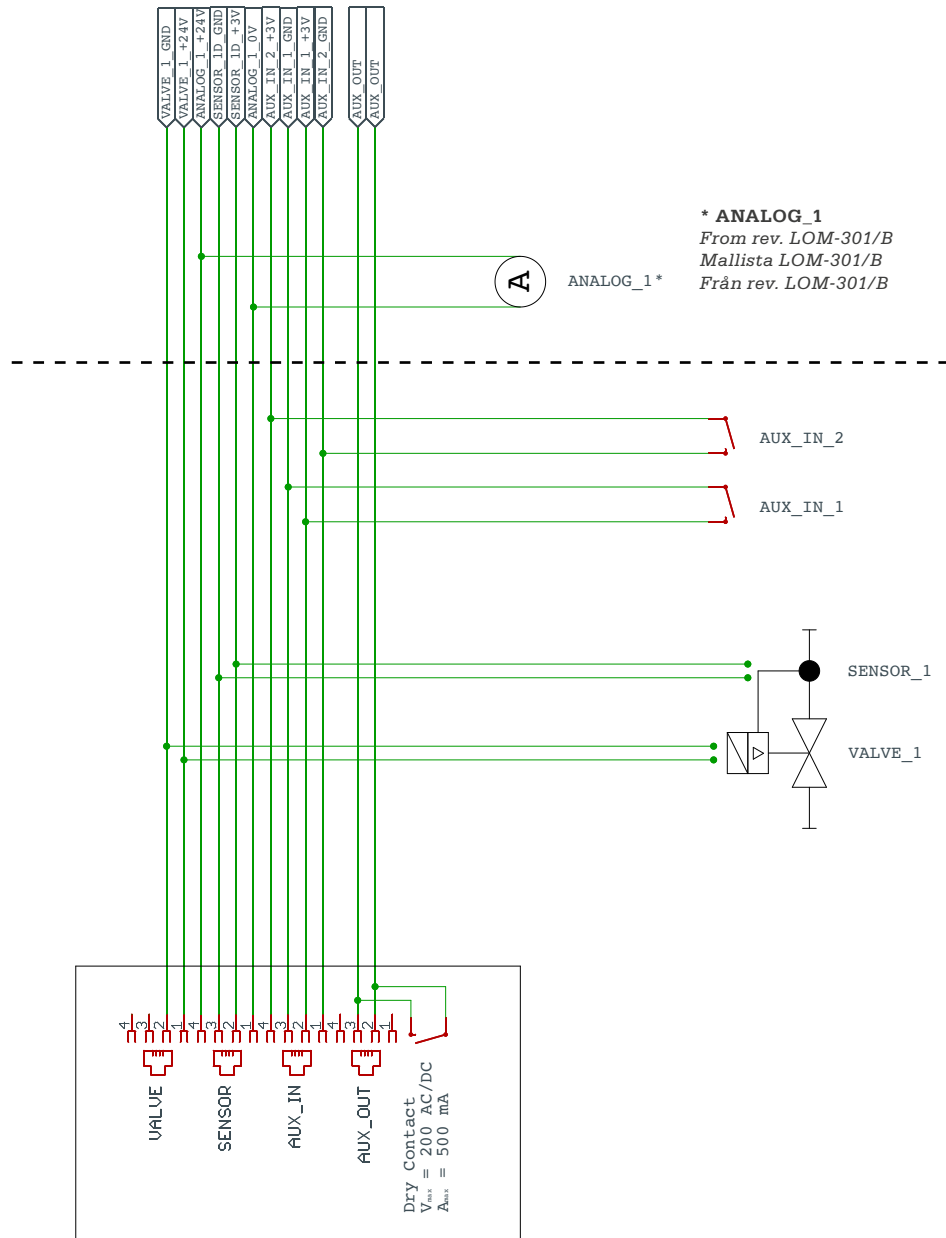 VALVE_1_GND
VALVE_1_+24V
ANALOG_1_+24V
SENSOR_1D_GND
SENSOR_1D_+3V
ANALOG_1_0V
AUX_IN_2_+3V
AUX_IN_1_GND
AUX_IN_1_+3V
AUX_IN_2_GND
AUX_OUT
AUX_OUT
* ANALOG_1
From rev. LOM-301/B
Mallista LOM-301/B
Från rev. LOM-301/B
A
ANALOG_1*
AUX_IN_2
AUX_IN_1
SENSOR_1
VALVE_1
4 3 2 1 4 3 2 1 4 3 2 1 4 3 2 1
VALVE
SENSOR
AUX_IN
AUX_OUT
Dry Contact
Vmax = 200 AC/DC
Amax = 500 mA